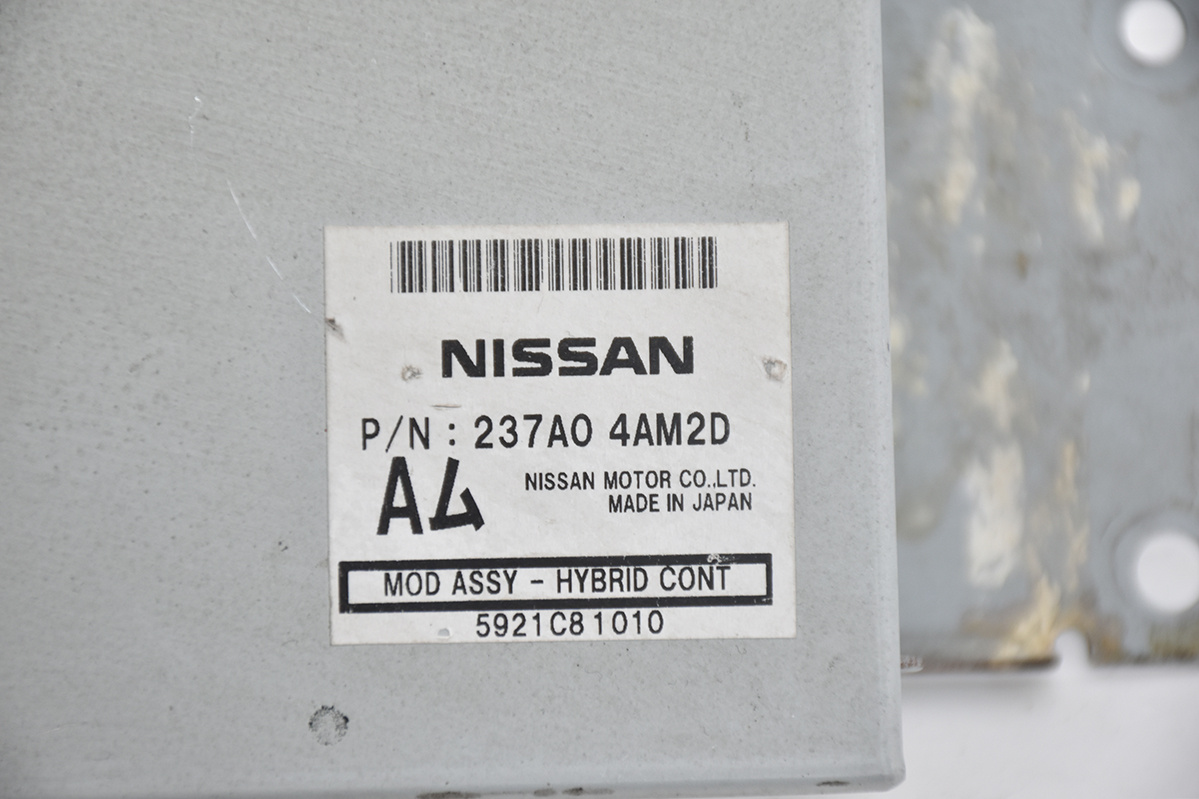 NISSAN
P/N : 237A0 4AM2D
A4
NISSAN MOTOR CO.,LTD.
MADE IN JAPAN
MOD ASSY - HYBRID CONT
5921C81010